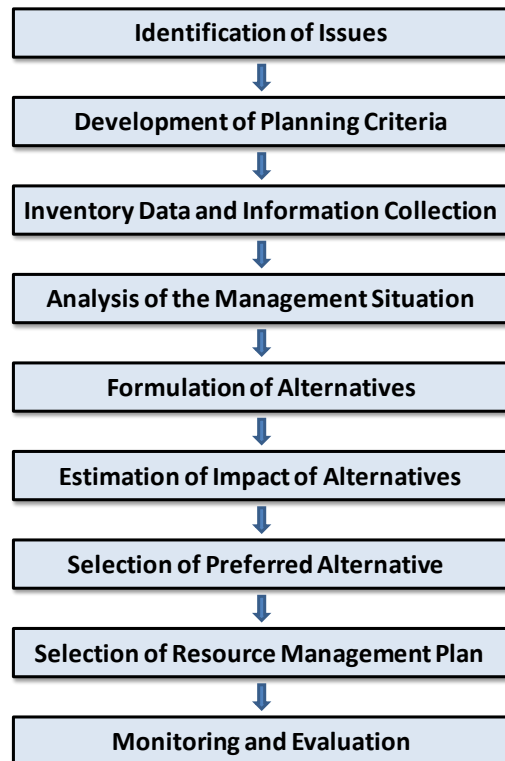 Identification of Issues
Development of Planning Criteria
Inventory Data and Information Collection
Analysis of the Management Situation
Formulation of Alternatives
Estimation of Impact of Alternatives
Selection of Preferred Alternative
Selection of Resource Management Plan
Monitoring and Evaluation